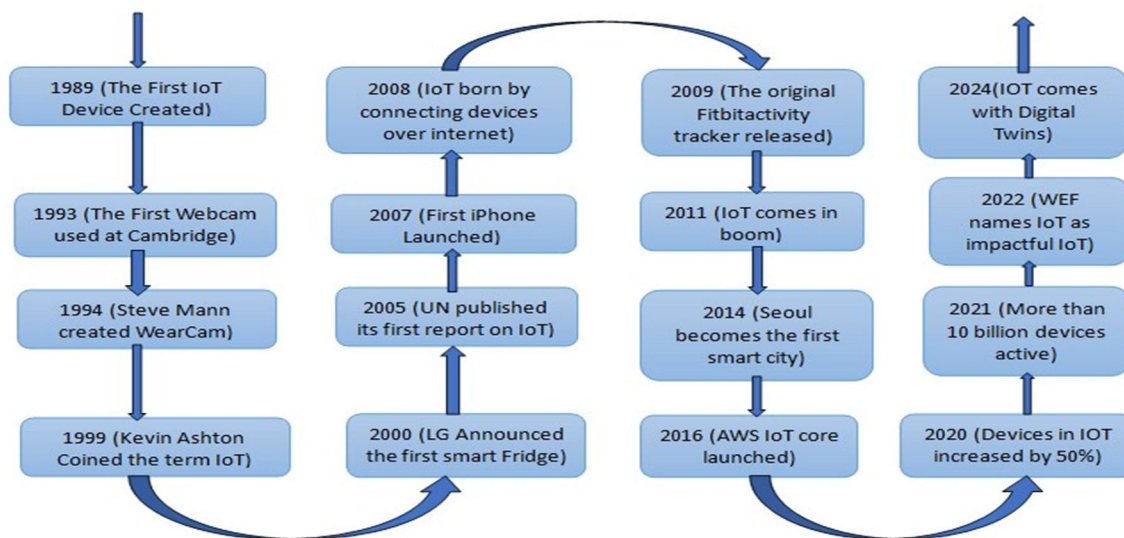 1989 (The First IoT
Device Created)
1993 (The First Webcam
used at Cambridge)
1994 (Steve Mann
created WearCam)
1999 (Kevin Ashton
Coined the term IoT)
2000 (LG Announced
the first smart Fridge)
2005 (UN published
its first report on IoT)
2007 (First iPhone
Launched)
2008 (IoT born by
connecting devices
over internet)
2009 (The original
Fitbitactivity
tracker released)
2011 (IoT comes in
boom)
2014 (Seoul
becomes the first
smart city)
2016 (AWS IoT core
launched)
2020 (Devices in IOT
increased by 50%)
2021 (More than
10 billion devices
active)
2022 (WEF
names IoT as
impactful IoT)
2024(IOT comes
with Digital
Twins)